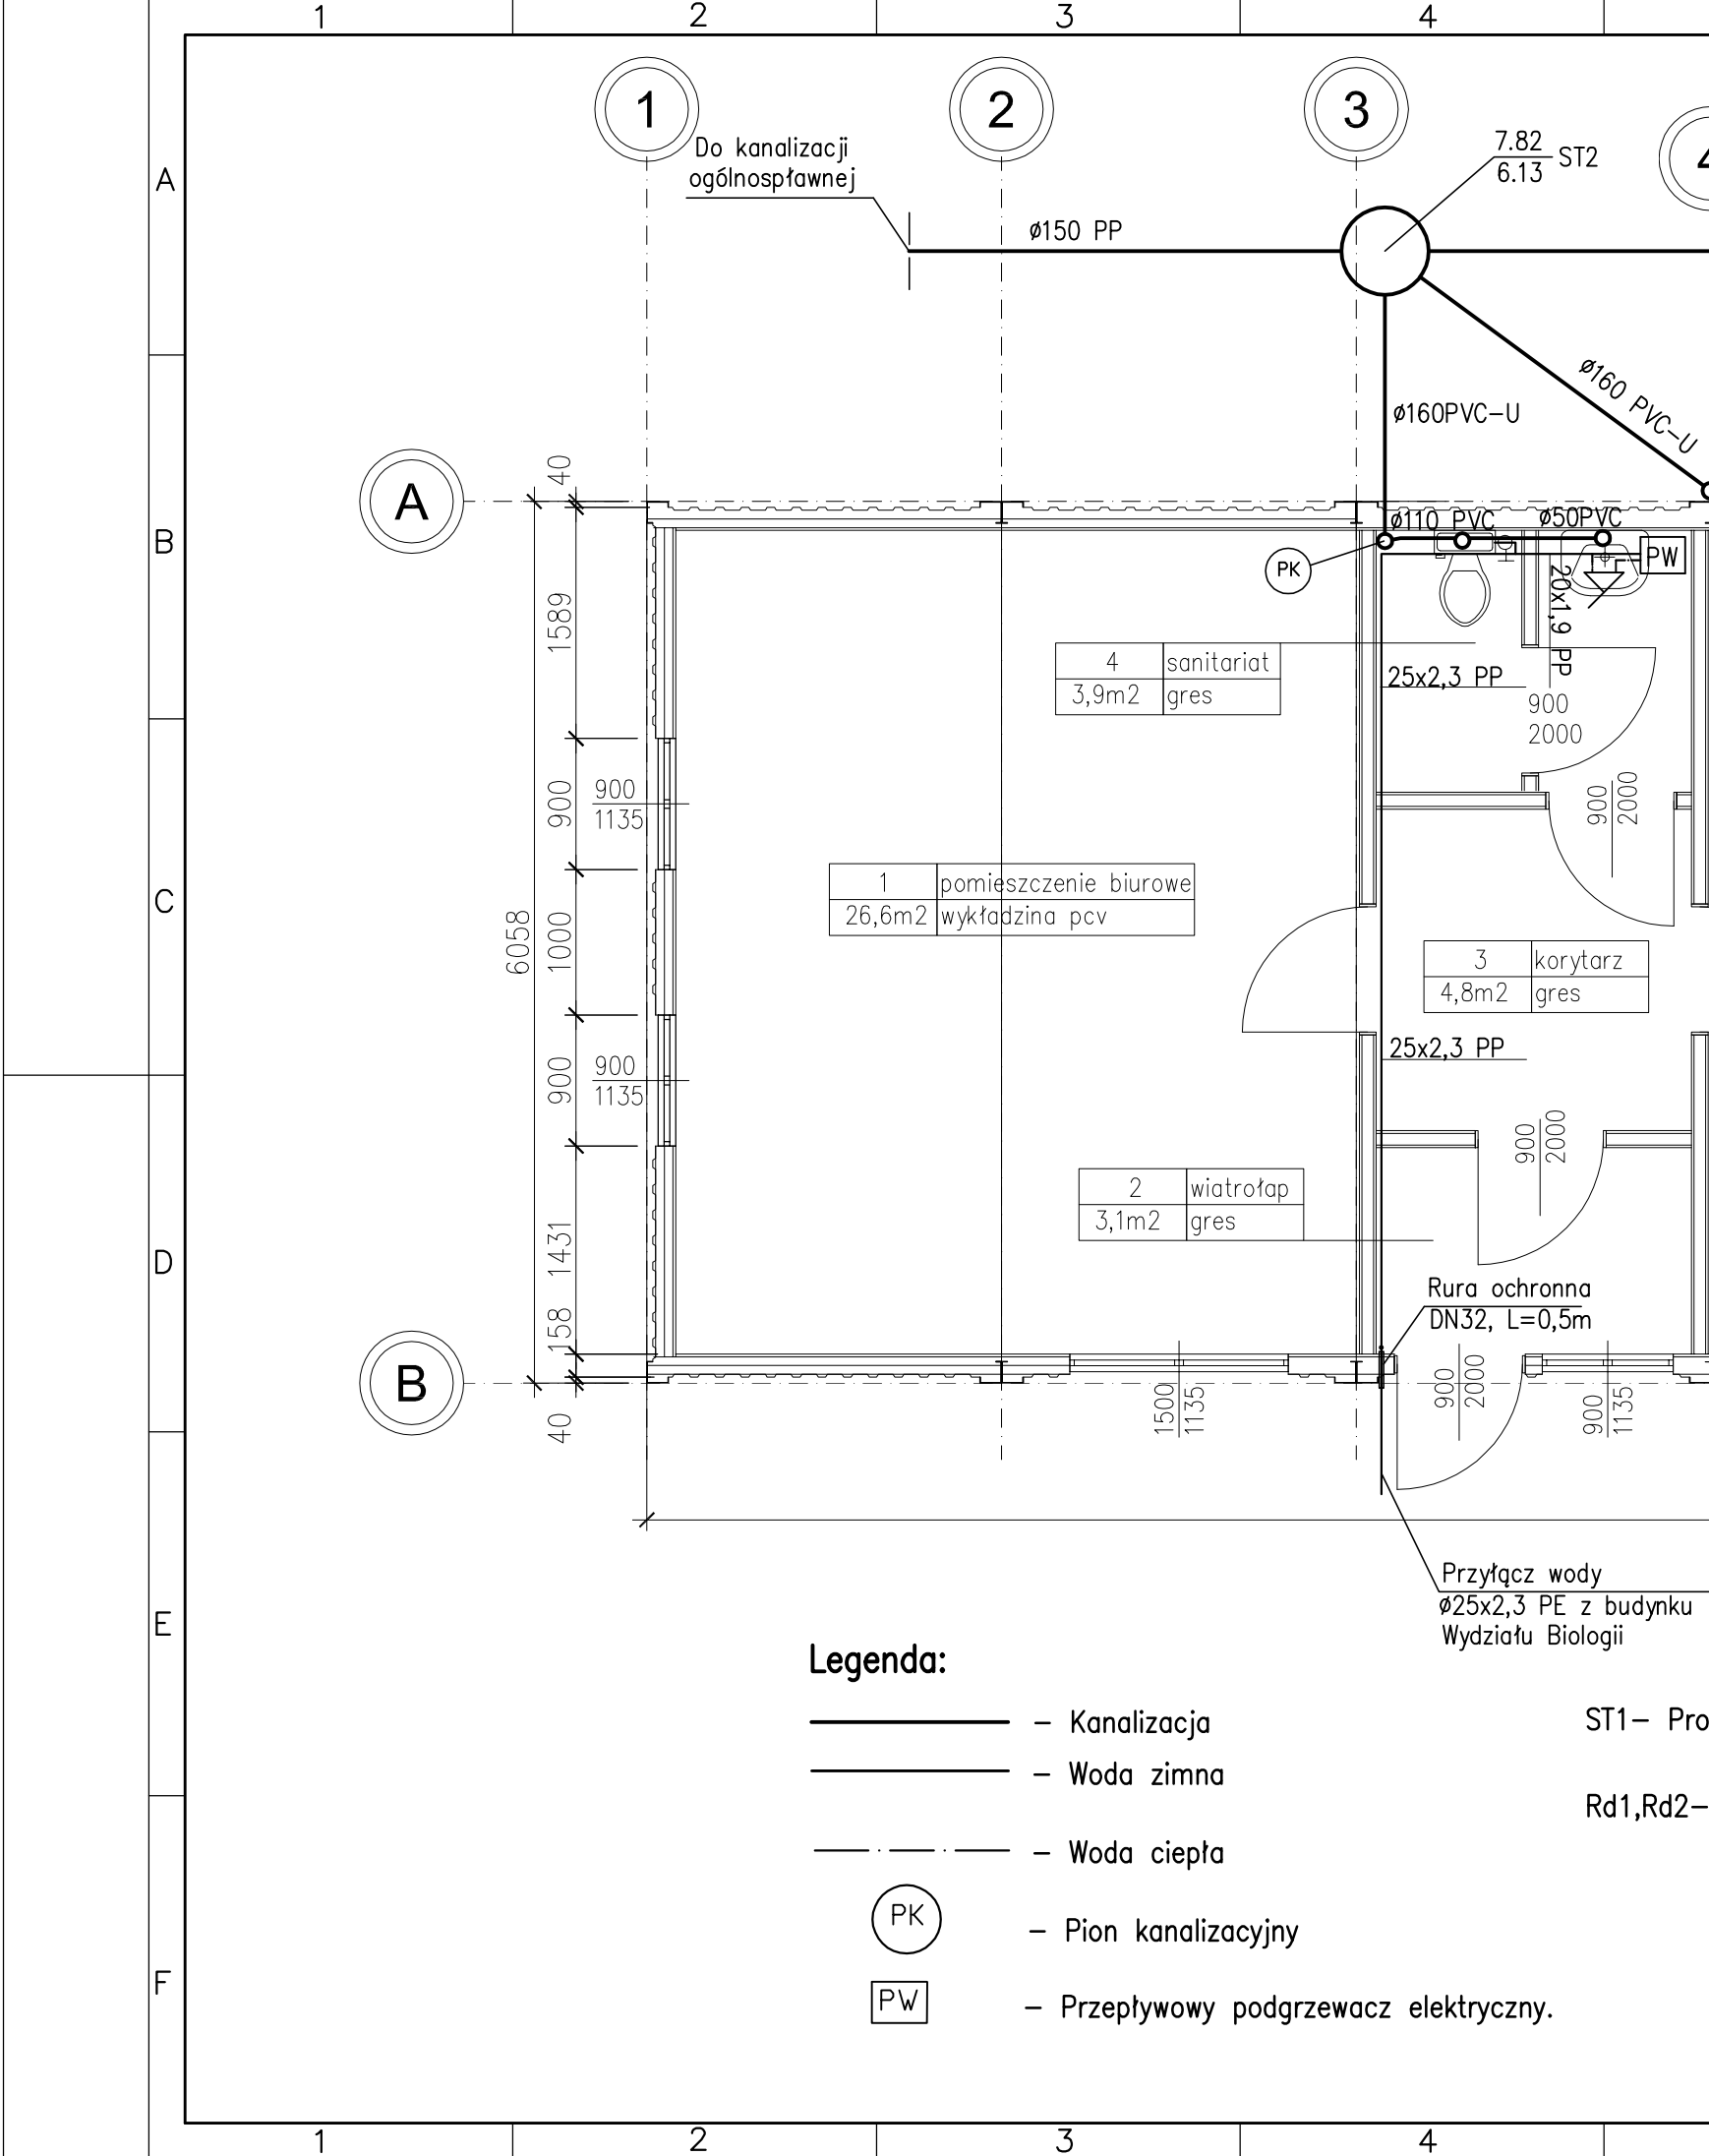 1
2
3
4
1
2
3
4
Do kanalizacji
ogólnospławnej
7.82
6.13
ST2
A
ø150 PP
ø160 PVC-U
ø160PVC-U
A
40
B
ø110 PVC
ø50PVC
PK
PW
1589
20x1,9 PP
4 sanitariat
3,9m2 gres
25x2,3 PP
900
2000
900
900
1135
900
2000
C
1 pomieszczenie biurowe
26,6m2 wykładzina pcv
6058
1000
3 korytarz
4,8m2 gres
25x2,3 PP
900
900
1135
900
2000
2 wiatrołap
3,1m2 gres
D
1431
Rura ochronna
DN32, L=0,5m
158
B
40
1500
1135
900
2000
900
1135
Przyłącz wody
ø25x2,3 PE z budynku
Wydziału Biologii
E
Legenda:
– Kanalizacja
ST1– Pro
– Woda zimna
Rd1,Rd2–
– Woda ciepła
PK – Pion kanalizacyjny
F
PW – Przepływowy podgrzewacz elektryczny.
1
2
3
4